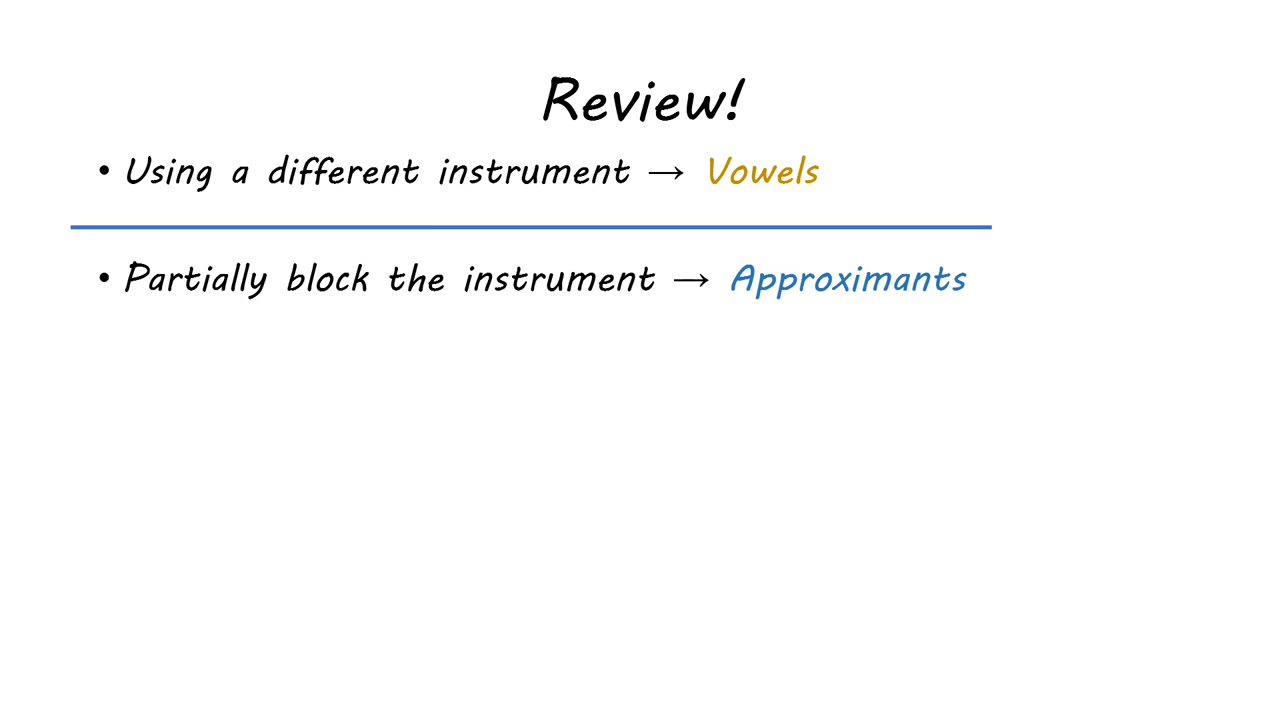 Review!
• Using a different instrument → Vowels
• Partially block the instrument → Approximants